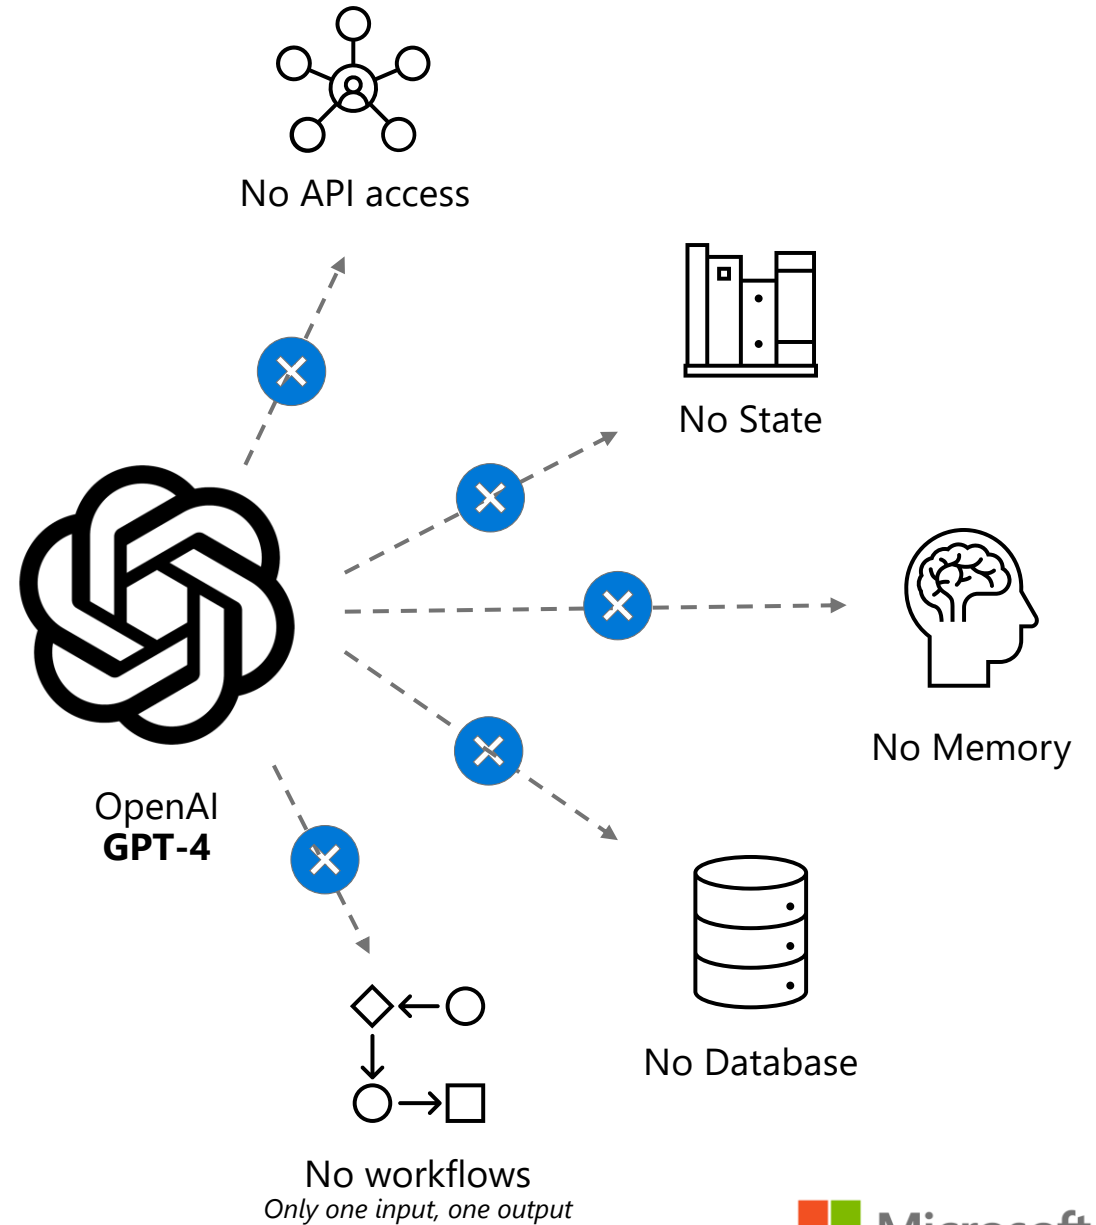 No API access
No State
No Memory
OpenAI
GPT-4
No Database
No workflows
Only one input, one output
Microsoft